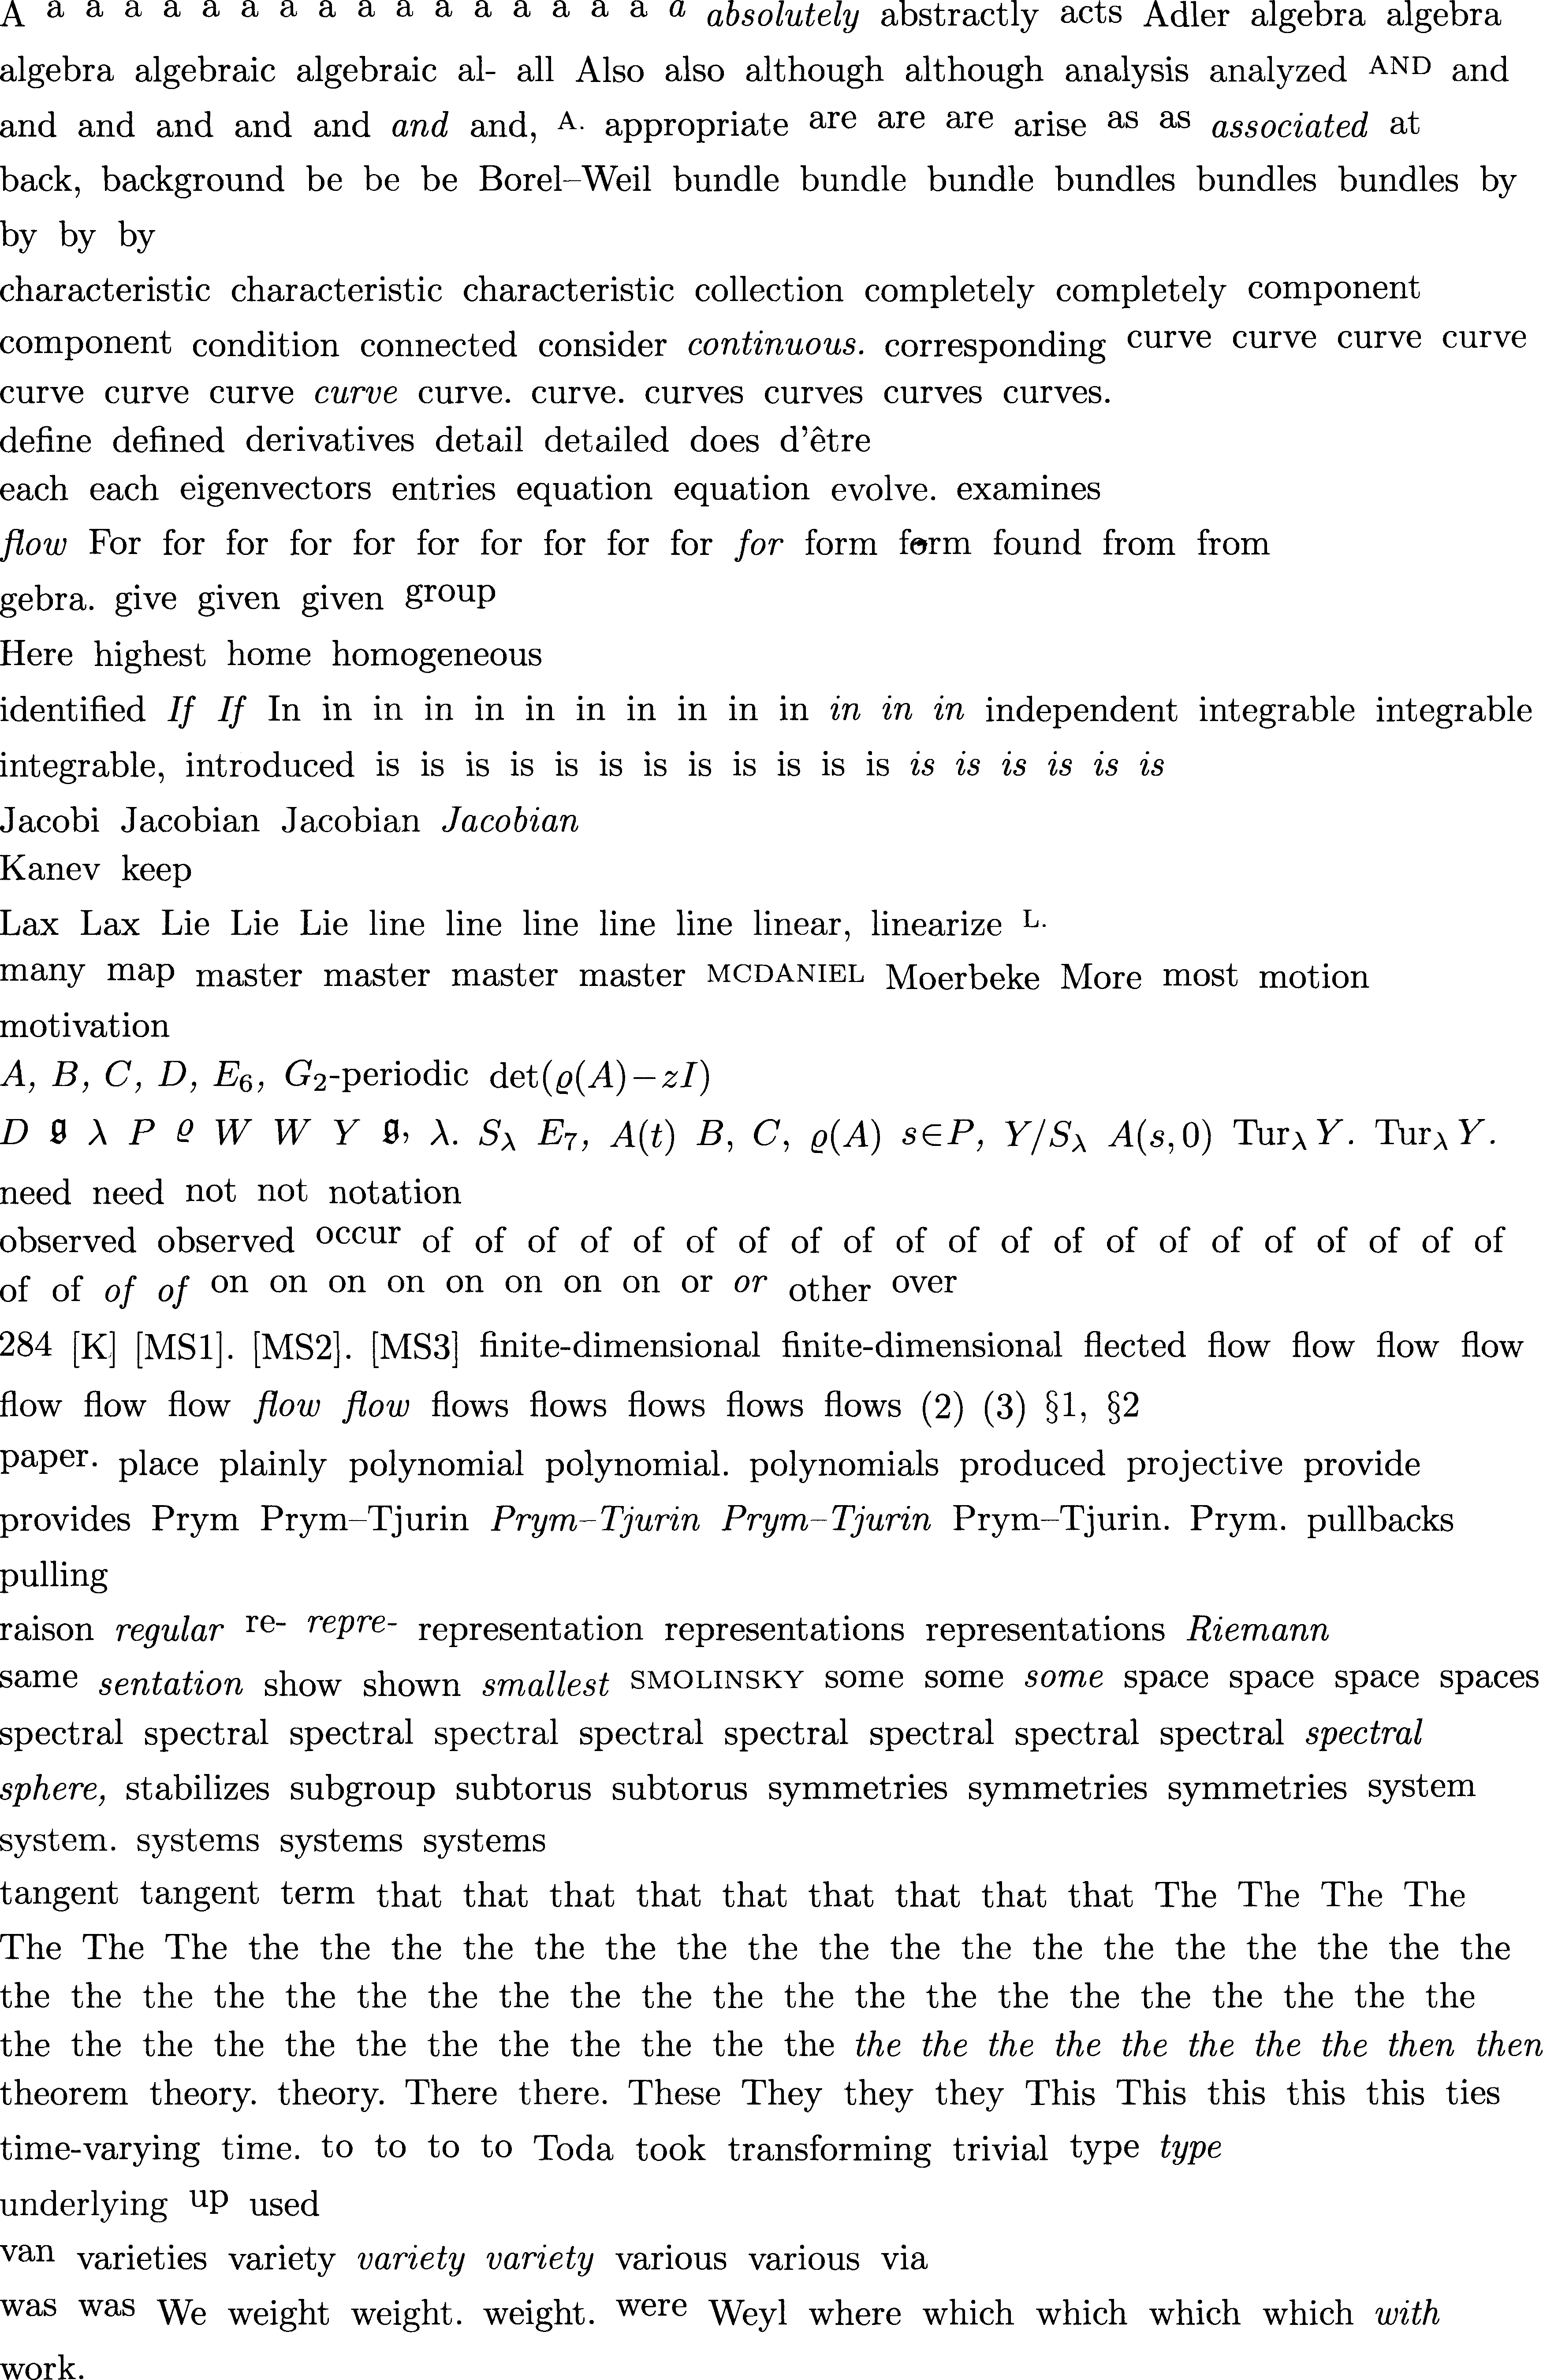 A a a a a a a a a a a a a a a a a a absolutely abstractly acts Adler algebra algebra
algebra algebraic algebraic al- all Also also although although analysis analyzed AND and
and and and and and and and, A. appropriate are are are arise as as associated at
back, background be be be Borel–Weil bundle bundle bundle bundles bundles bundles by
by by by
characteristic characteristic characteristic collection completely completely component
component condition connected consider continuous. corresponding curve curve curve curve
curve curve curve curve curve. curve. curves curves curves curves.
define defined derivatives detail detailed does d'être
each each eigenvectors entries equation equation evolve. examines
flow For for for for for for for for for for for form form found from from
gebra. give given given group
Here highest home homogeneous
identified If If In in in in in in in in in in in in in in independent integrable integrable
integrable, introduced is is is is is is is is is is is is is is is is is is
Jacobi Jacobian Jacobian Jacobian
Kanev keep
Lax Lax Lie Lie Lie line line line line line linear, linearize L.
many map master master master master MCDANIEL Moerbeke More most motion
motivation
A, B, C, D, E₆, G₂-periodic det(ϱ(A)−zI)
D 𝔤 λ P ϱ W W Y 𝔤, λ. S_λ E₇, A(t) B, C, ϱ(A) s∈P, Y/S_λ A(s,0) Tur_λ Y. Tur_λ Y.
need need not not notation
observed observed occur of of of of of of of of of of of of of of of of of of of of of
of of of of on on on on on on on on or or other over
284 [K] [MS1]. [MS2]. [MS3] finite-dimensional finite-dimensional flected flow flow flow flow
flow flow flow flow flow flows flows flows flows flows (2) (3) §1, §2
paper. place plainly polynomial polynomial. polynomials produced projective provide
provides Prym Prym–Tjurin Prym–Tjurin Prym–Tjurin Prym–Tjurin. Prym. pullbacks
pulling
raison regular re- repre- representation representations representations Riemann
same sentation show shown smallest SMOLINSKY some some some space space space spaces
spectral spectral spectral spectral spectral spectral spectral spectral spectral spectral
sphere, stabilizes subgroup subtorus subtorus symmetries symmetries symmetries system
system. systems systems systems
tangent tangent term that that that that that that that that that The The The The
The The The the the the the the the the the the the the the the the the the the the
the the the the the the the the the the the the the the the the the the the the the
the the the the the the the the the the the the the the the the the the the the then then
theorem theory. theory. There there. These They they they This This this this this ties
time-varying time. to to to to Toda took transforming trivial type type
underlying up used
van varieties variety variety variety various various via
was was We weight weight. weight. were Weyl where which which which which with
work.